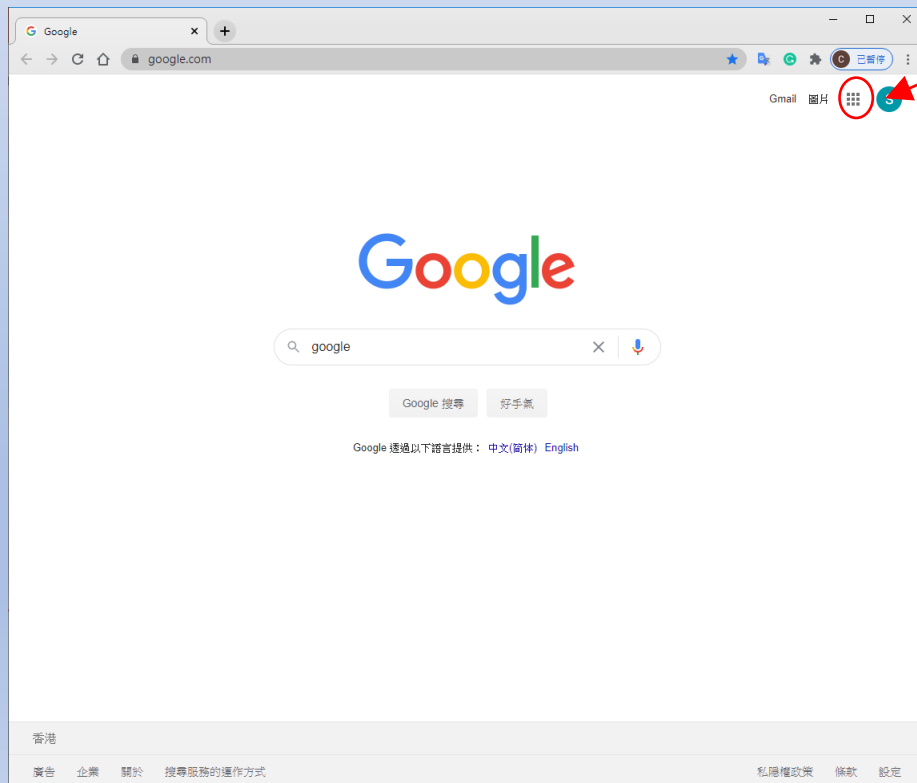 Google
google.com
C 已暫停
Gmail 圖片 S
Google
google
Google 搜尋 好手氣
Google 透過以下語言提供： 中文(简体) English
香港
廣告 企業 關於 搜尋服務的運作方式 私隱權政策 條款 設定